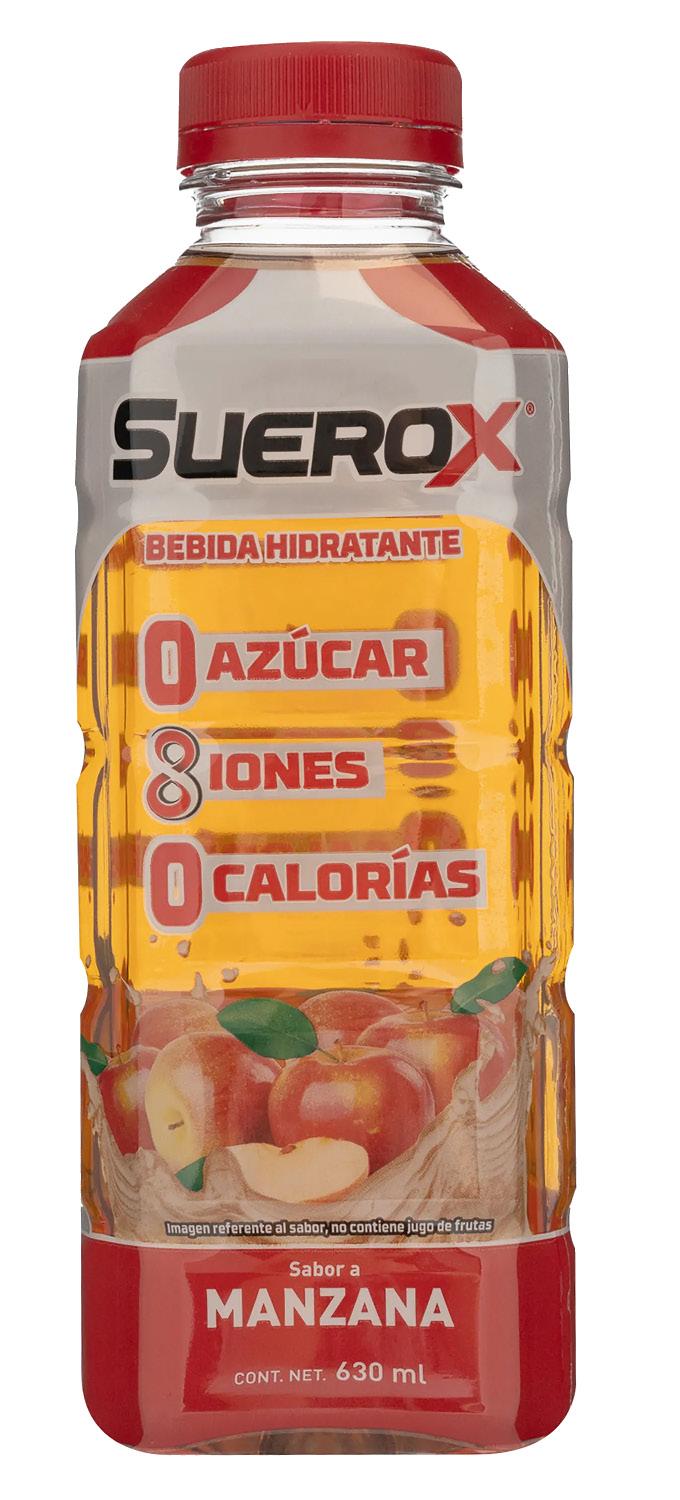 SUEROX®
BEBIDA HIDRATANTE
0 AZÚCAR
8 IONES
0 CALORÍAS
Imagen referente al sabor, no contiene jugo de frutas
Sabor a
MANZANA
CONT. NET. 630 ml